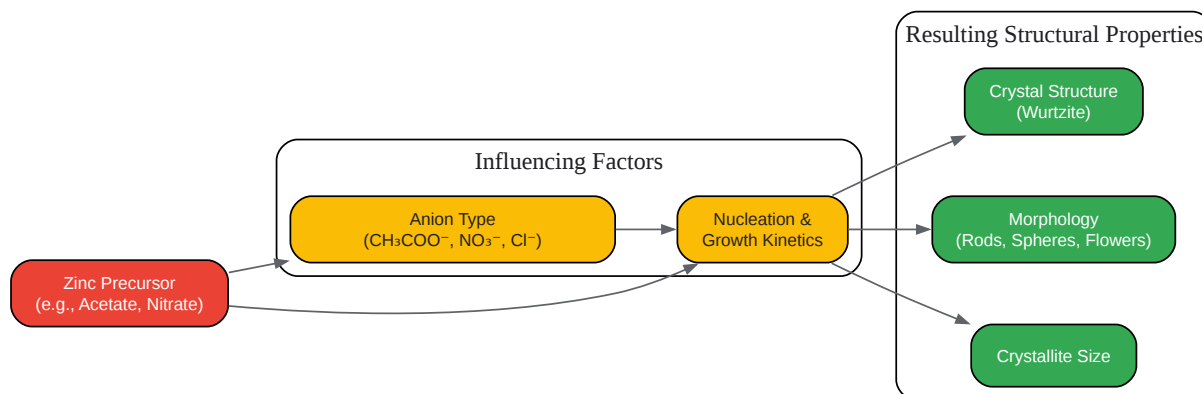 Resulting Structural Properties
Crystal Structure
(Wurtzite)
Influencing Factors
Anion Type
(CH₃COO⁻, NO₃⁻, Cl⁻)
Nucleation &
Growth Kinetics
Morphology
(Rods, Spheres, Flowers)
Zinc Precursor
(e.g., Acetate, Nitrate)
Crystallite Size